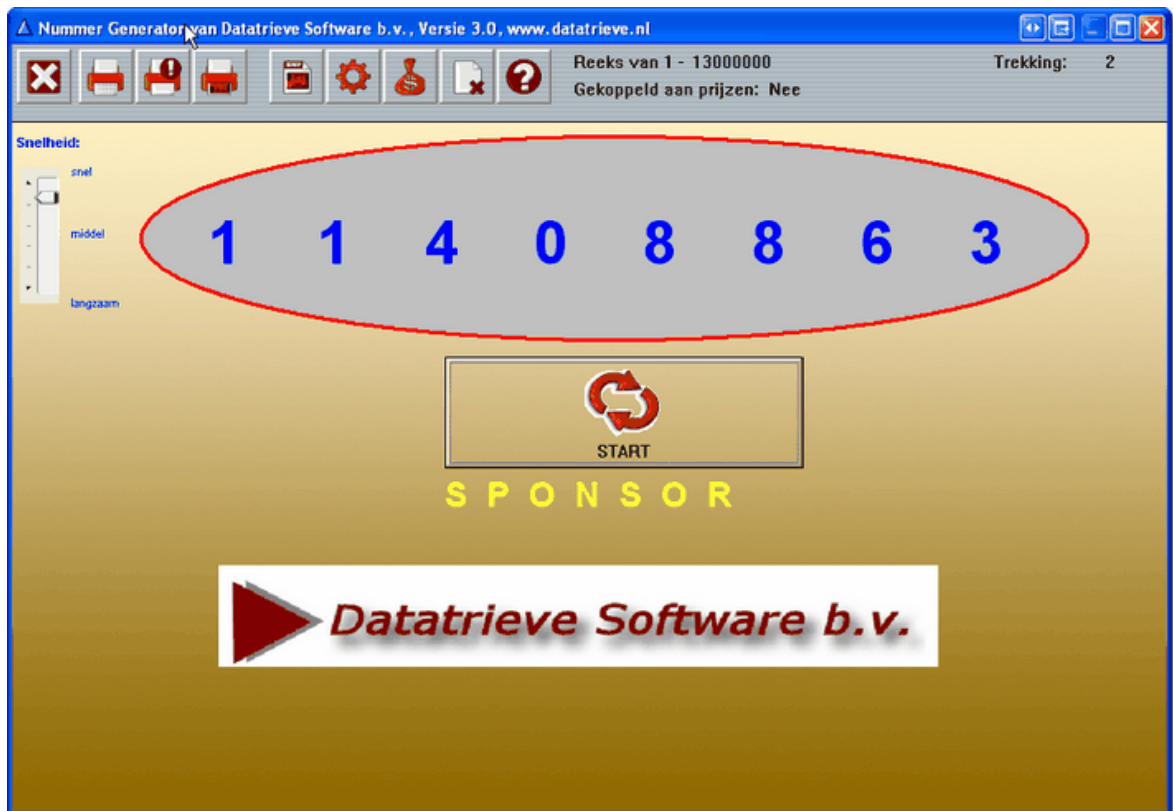 Nummer Generator van Datatrieve Software b.v., Versie 3.0, www.datatrieve.nl
Reeks van 1 - 13000000
Trekking: 2
Gekoppeld aan prijzen: Nee
Snelheid:
snel
middel
langzaam
1 1 4 0 8 8 6 3
START
SPONSOR
Datatrieve Software b.v.